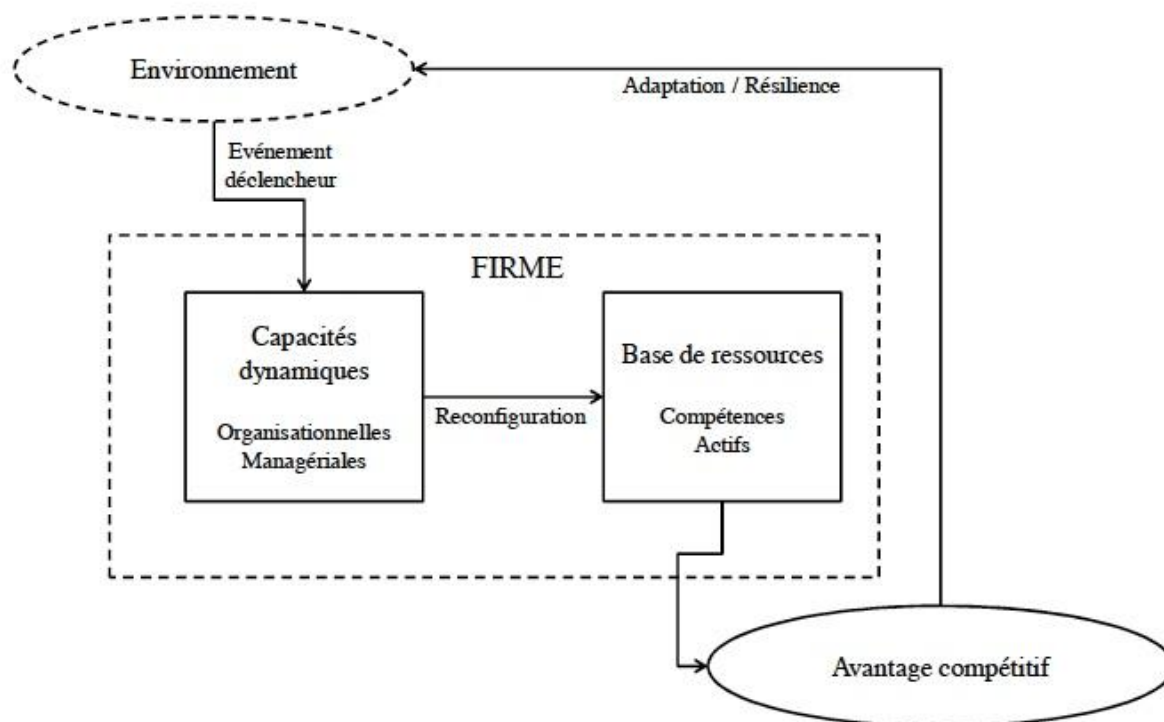 Environnement
Adaptation / Résilience
Evénement
déclencheur
FIRME
Capacités
dynamiques
Organisationnelles
Managériales
Reconfiguration
Base de ressources
Compétences
Actifs
Avantage compétitif